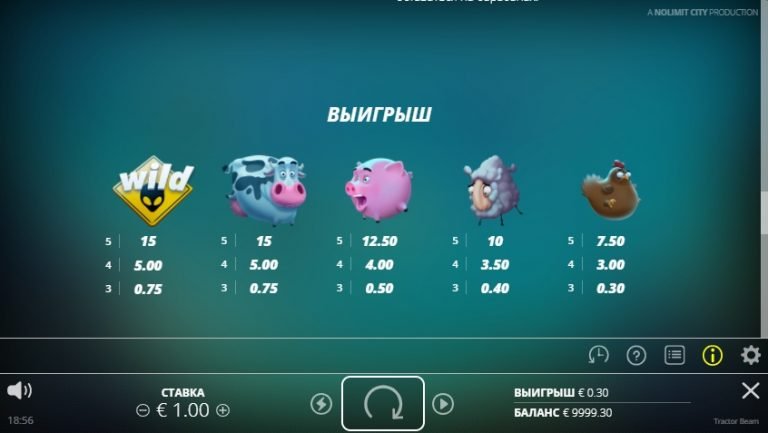 A NOLIMIT CITY PRODUCTION
ВЫИГРЫШ
wild
5 15 5 15 5 12.50 5 10 5 7.50
4 5.00 4 5.00 4 4.00 4 3.50 4 3.00
3 0.75 3 0.75 3 0.50 3 0.40 3 0.30
СТАВКА
€ 1.00
ВЫИГРЫШ € 0.30
БАЛАНС € 9999.30
18:56
Tractor Beam